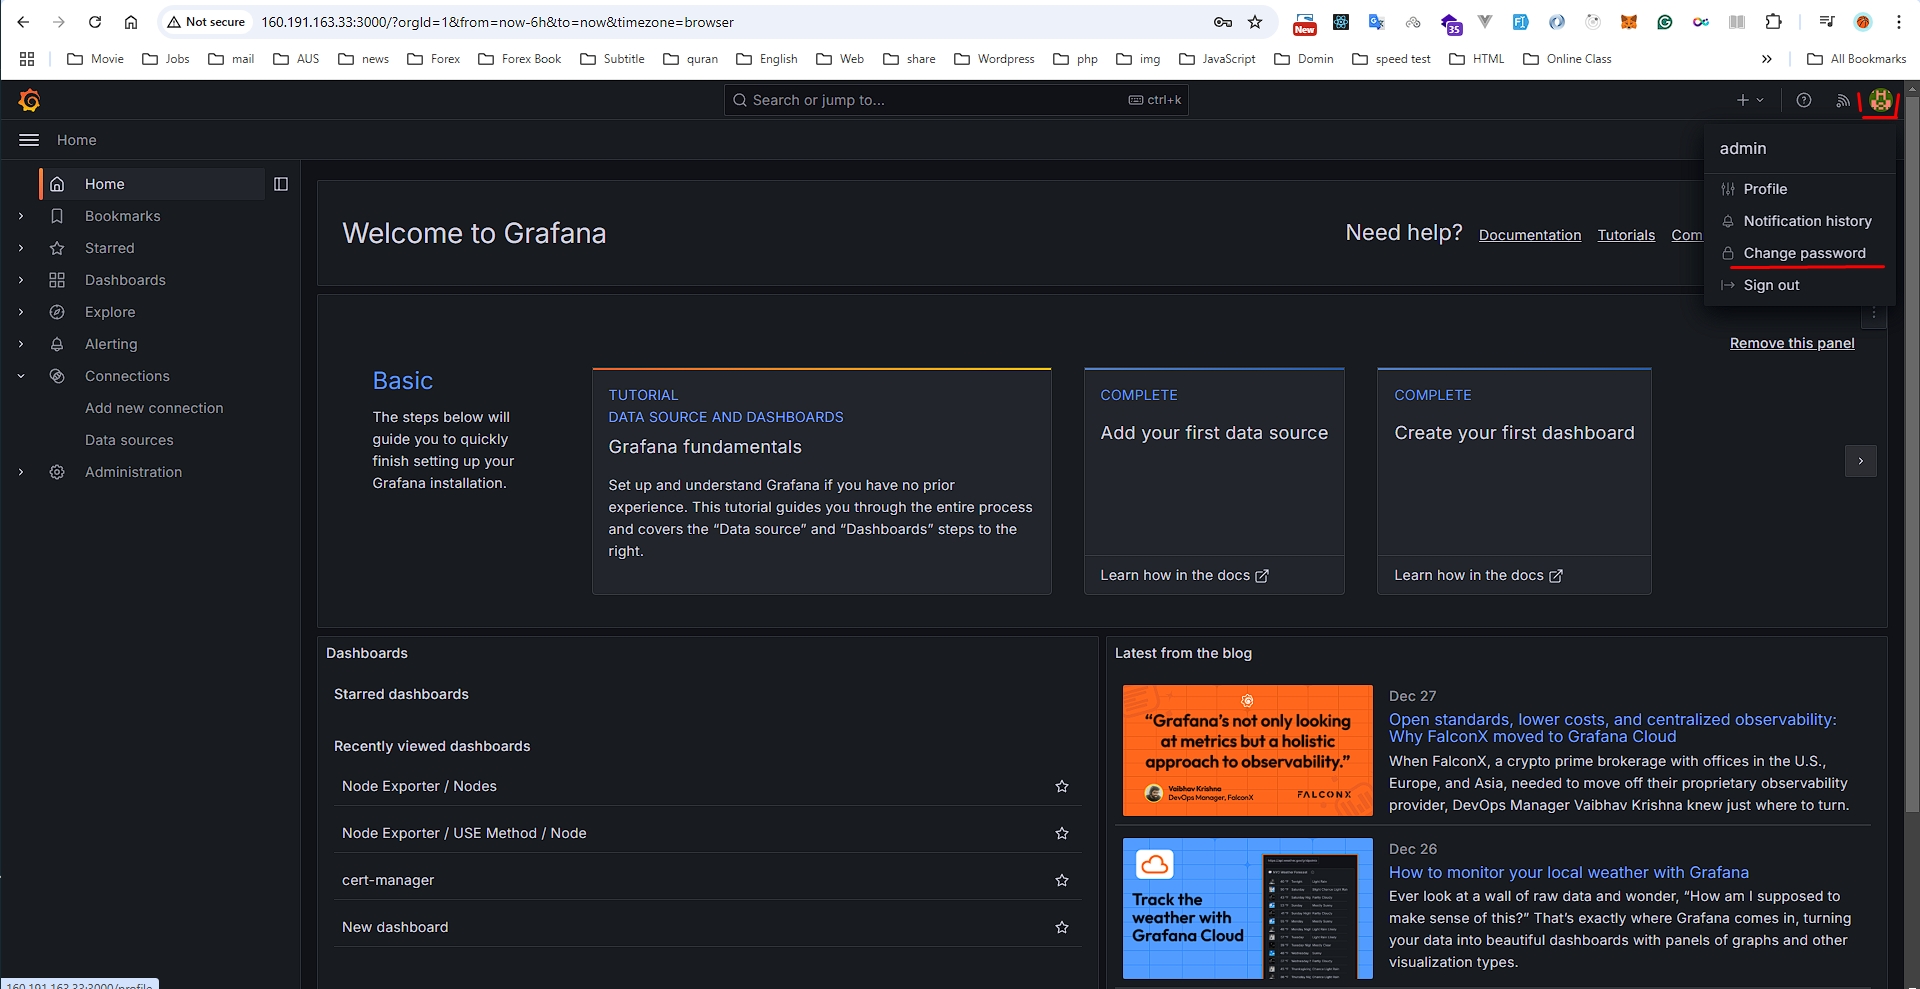 Not secure
160.191.163.33:3000/?orgId=1&from=now-6h&to=now&timezone=browser
New
35
Movie
Jobs
mail
AUS
news
Forex
Forex Book
Subtitle
quran
English
Web
share
Wordpress
php
img
JavaScript
Domin
speed test
HTML
Online Class
»
All Bookmarks
Search or jump to...
ctrl+k
Home
admin
Profile
Notification history
Change password
Sign out
Home
Bookmarks
Starred
Dashboards
Explore
Alerting
Connections
Add new connection
Data sources
Administration
Welcome to Grafana
Need help?
Documentation
Tutorials
Com
Remove this panel
Basic
The steps below will
guide you to quickly
finish setting up your
Grafana installation.
TUTORIAL
DATA SOURCE AND DASHBOARDS
Grafana fundamentals
Set up and understand Grafana if you have no prior
experience. This tutorial guides you through the entire process
and covers the “Data source” and “Dashboards” steps to the
right.
COMPLETE
Add your first data source
Learn how in the docs
COMPLETE
Create your first dashboard
Learn how in the docs
Dashboards
Starred dashboards
Recently viewed dashboards
Node Exporter / Nodes
Node Exporter / USE Method / Node
cert-manager
New dashboard
Latest from the blog
“Grafana’s not only looking
at metrics but a holistic
approach to observability.”
Vaibhav Krishna
DevOps Manager, FalconX
FALCONX
Dec 27
Open standards, lower costs, and centralized observability:
Why FalconX moved to Grafana Cloud
When FalconX, a crypto prime brokerage with offices in the U.S.,
Europe, and Asia, needed to move off their proprietary observability
provider, DevOps Manager Vaibhav Krishna knew just where to turn.
Track the
weather with
Grafana Cloud
Dec 26
How to monitor your local weather with Grafana
Ever look at a wall of raw data and wonder, “How am I supposed to
make sense of this?” That’s exactly where Grafana comes in, turning
your data into beautiful dashboards with panels of graphs and other
visualization types.
160.191.163.33:3000/profile